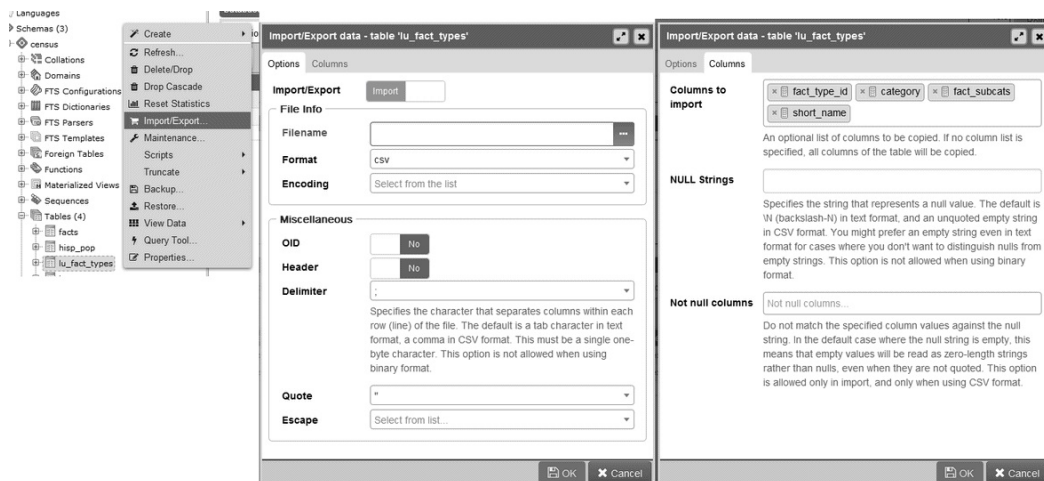 Languages
Schemas (3)
census
Collations
Domains
FTS Configurations
FTS Dictionaries
FTS Parsers
FTS Templates
Foreign Tables
Functions
Materialized Views
Sequences
Tables (4)
facts
hisp_pop
lu_fact_types
Create
Refresh...
Delete/Drop
Drop Cascade
Reset Statistics
Import/Export...
Maintenance...
Scripts
Truncate
Backup...
Restore...
View Data
Query Tool...
Properties...
Import/Export data - table 'lu_fact_types'
Options Columns
Import/Export Import
File Info
Filename
Format csv
Encoding Select from the list
Miscellaneous
OID No
Header No
Delimiter ;
Specifies the character that separates columns within each
row (line) of the file. The default is a tab character in text
format, a comma in CSV format. This must be a single one-
byte character. This option is not allowed when using
binary format.
Quote "
Escape Select from list...
OK Cancel
Import/Export data - table 'lu_fact_types'
Options Columns
Columns to
import
fact_type_id category fact_subcats
short_name
An optional list of columns to be copied. If no column list is
specified, all columns of the table will be copied.
NULL Strings
Specifies the string that represents a null value. The default is
\N (backslash-N) in text format, and an unquoted empty string
in CSV format. You might prefer an empty string even in text
format for cases where you don't want to distinguish nulls from
empty strings. This option is not allowed when using binary
format.
Not null columns Not null columns...
Do not match the specified column values against the null
string. In the default case where the null string is empty, this
means that empty values will be read as zero-length strings
rather than nulls, even when they are not quoted. This option
is allowed only in import, and only when using CSV format.
OK Cancel